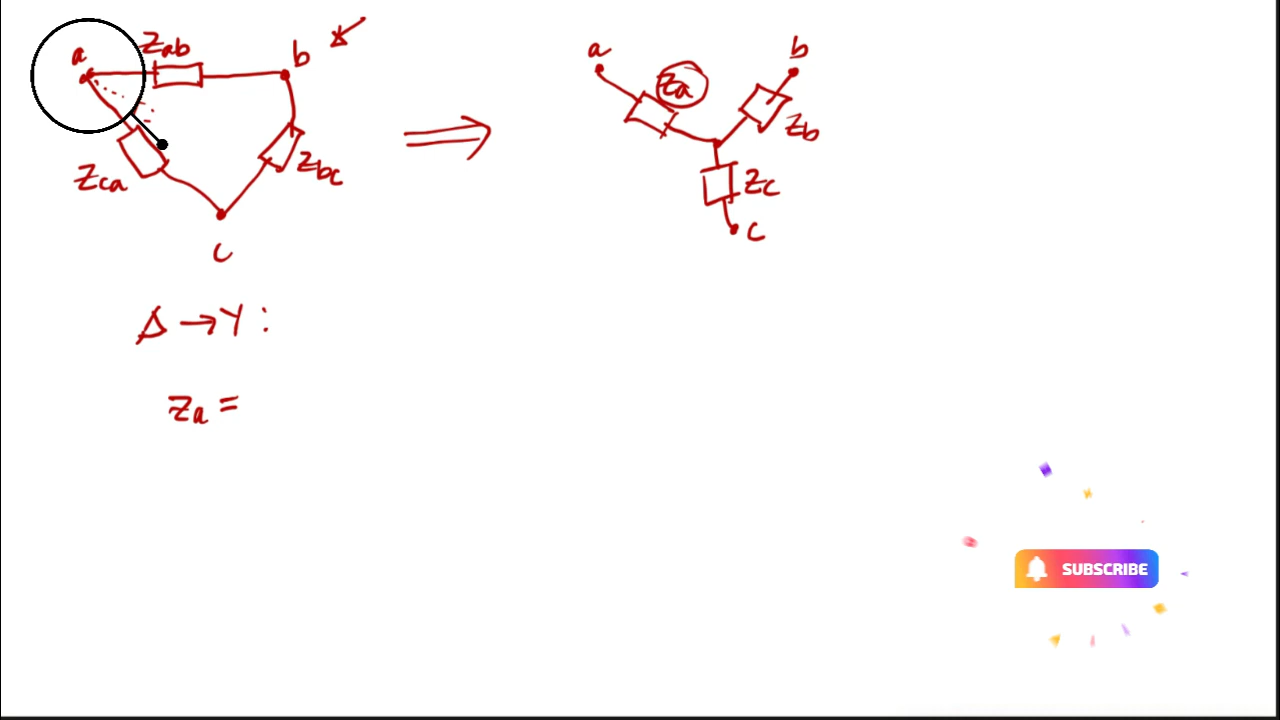 a
Zab
b
Zca
Zbc
c
a
Za
b
Zb
Zc
c
Δ → Y :
Za =
SUBSCRIBE